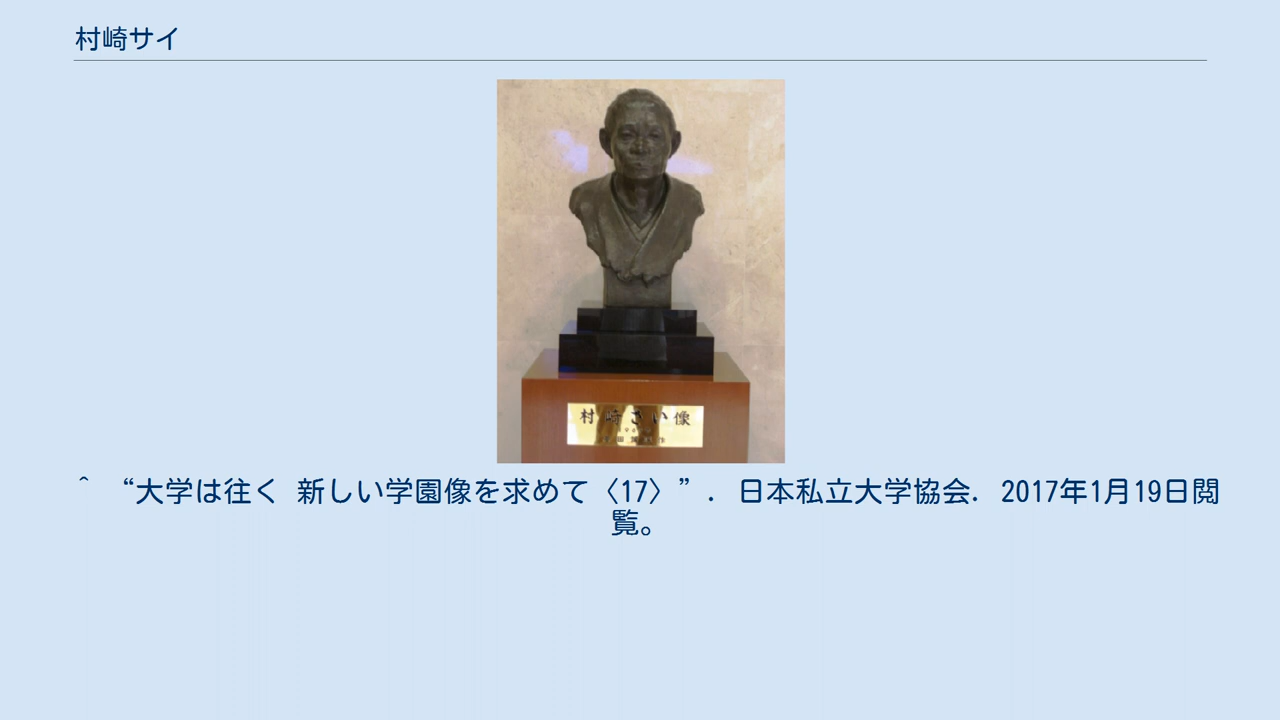 村崎サイ
村崎さい像
^ “大学は往く 新しい学園像を求めて〈17〉”. 日本私立大学協会. 2017年1月19日閲
覧。